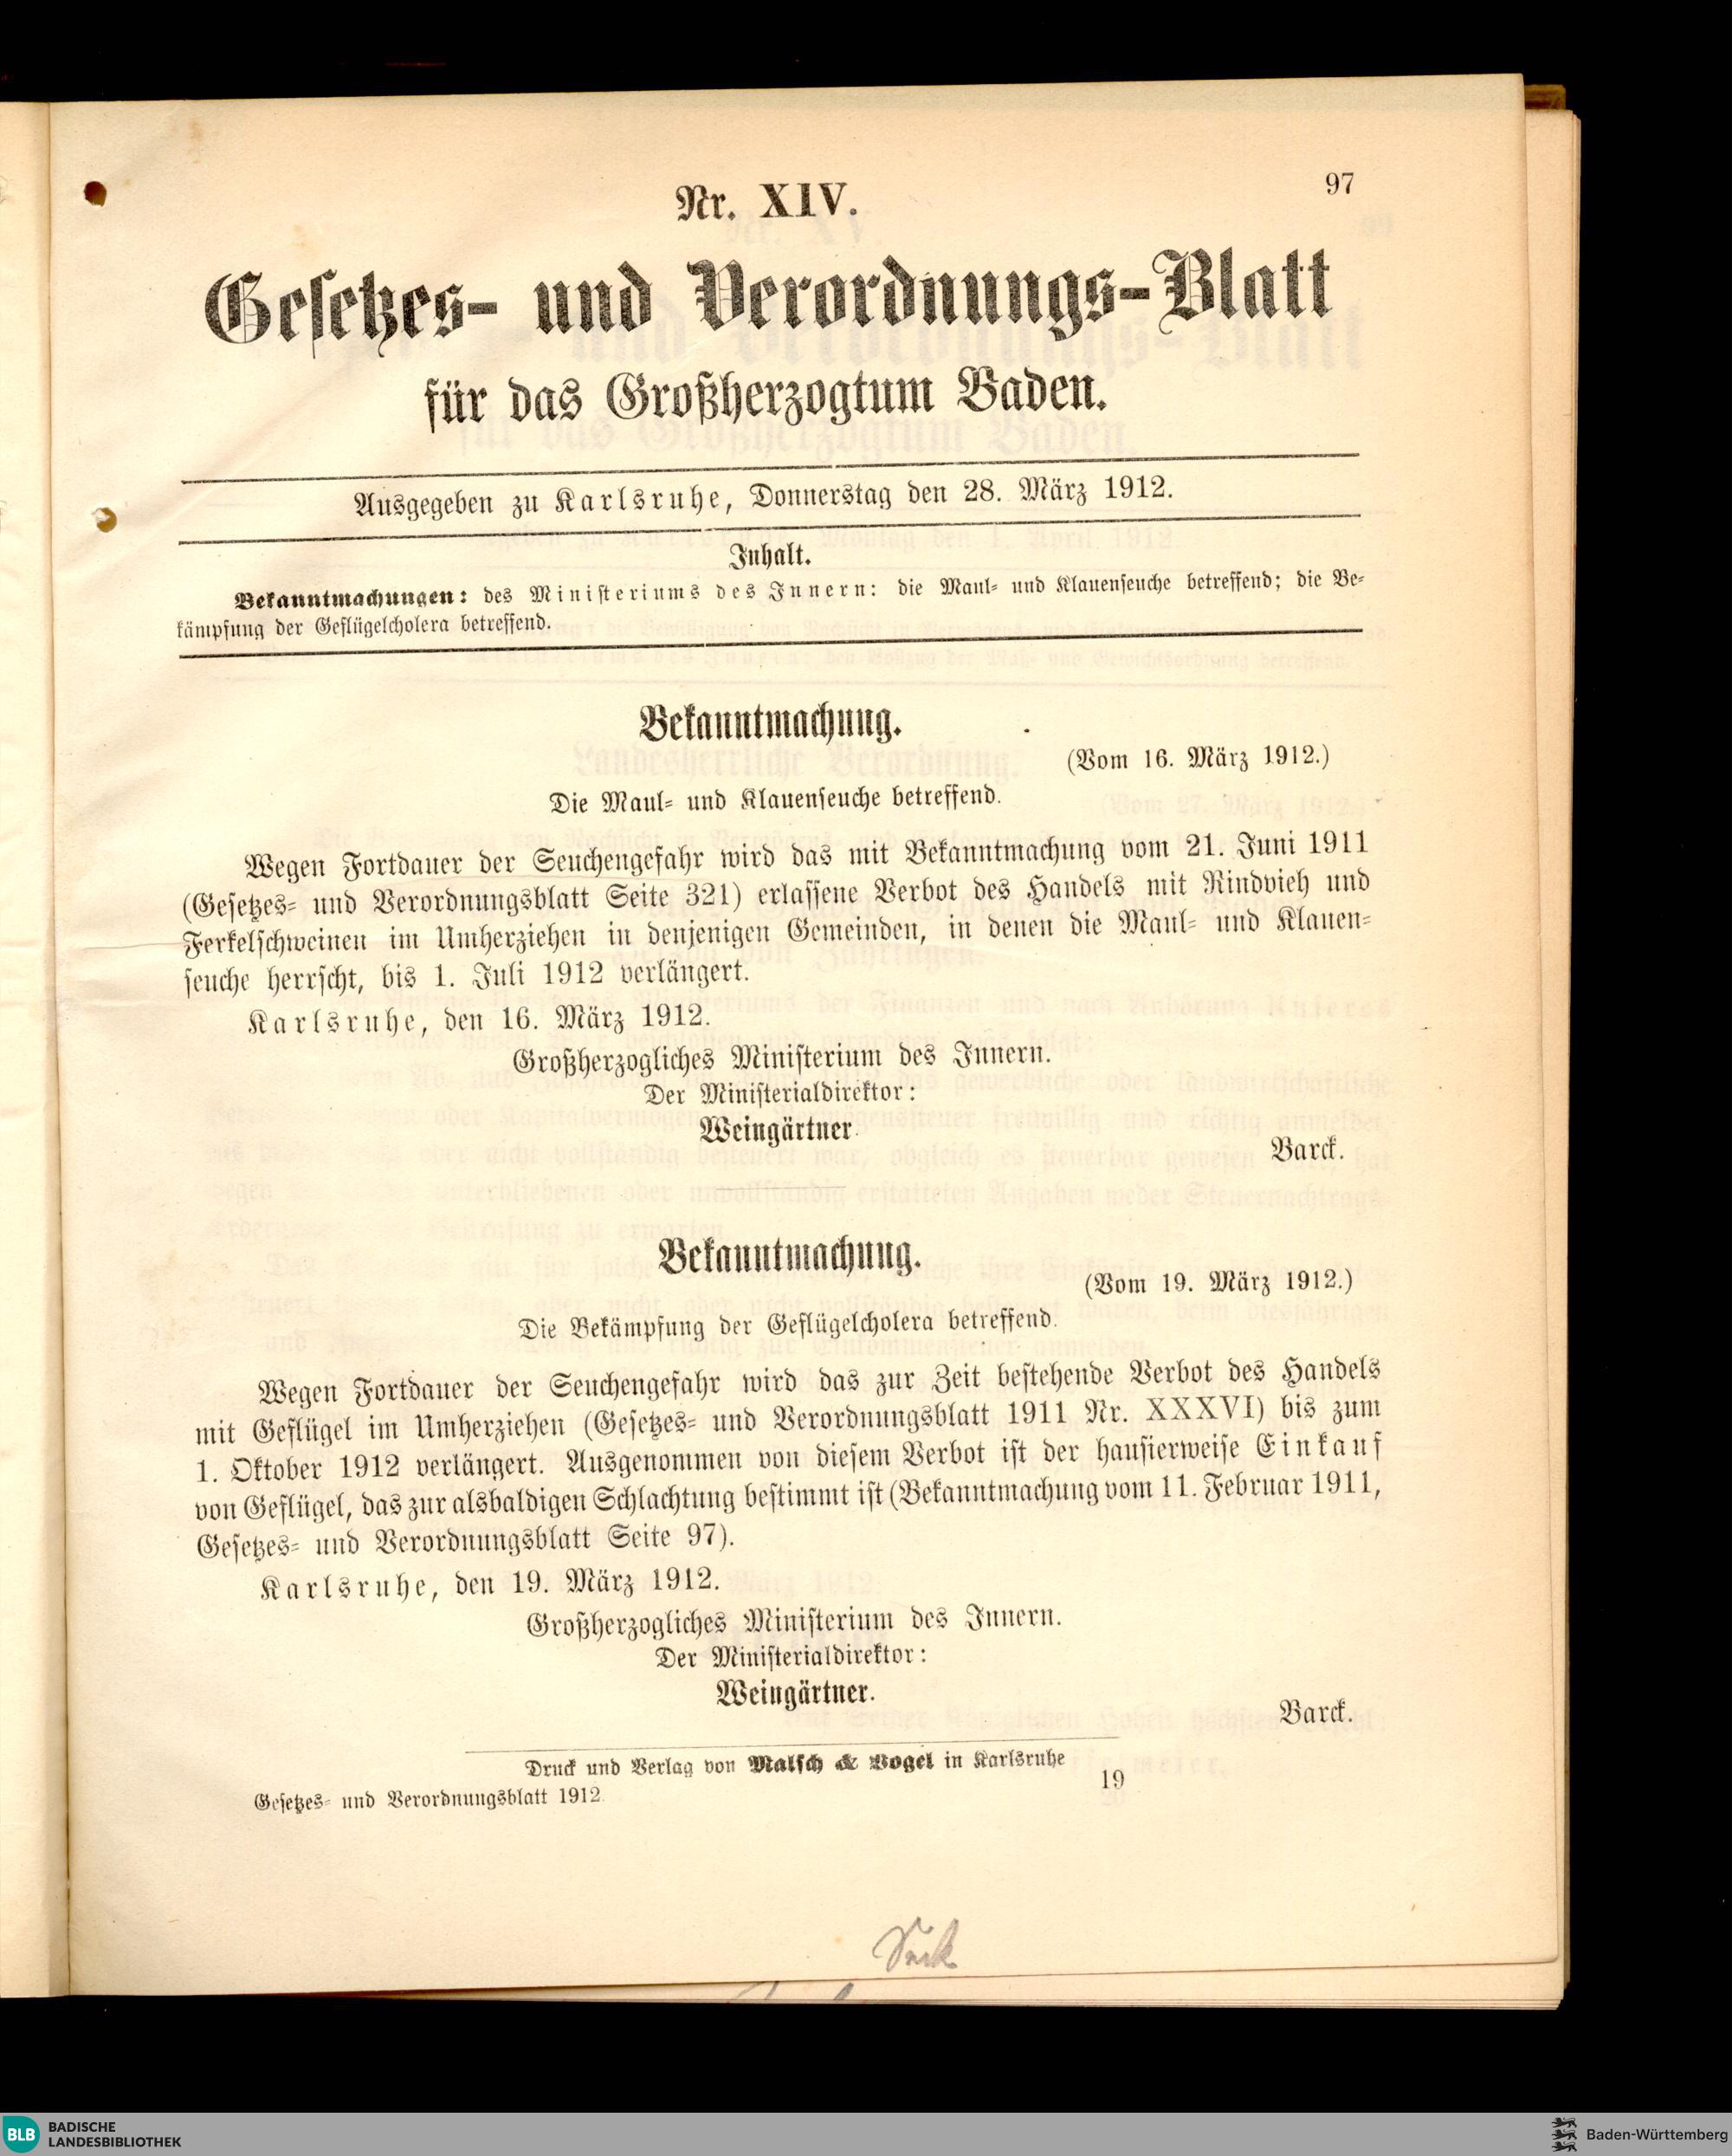 97
Nr. XIV.
Gesetzes- und Verordnungs-Blatt
für das Großherzogtum Baden.
Ausgegeben zu Karlsruhe, Donnerstag den 28. März 1912.
Inhalt.
Bekanntmachungen: des Ministeriums des Innern: die Maul- und Klauenseuche betreffend; die Be-
kämpfung der Geflügelcholera betreffend.
Bekanntmachung.
(Vom 16. März 1912.)
Die Maul- und Klauenseuche betreffend.
Wegen Fortdauer der Seuchengefahr wird das mit Bekanntmachung vom 21. Juni 1911
(Gesetzes- und Verordnungsblatt Seite 321) erlassene Verbot des Handels mit Rindvieh und
Ferkelschweinen im Umherziehen in denjenigen Gemeinden, in denen die Maul- und Klauen-
seuche herrscht, bis 1. Juli 1912 verlängert.
Karlsruhe, den 16. März 1912.
Großherzogliches Ministerium des Innern.
Der Ministerialdirektor:
Weingärtner.
Barck.
Bekanntmachung.
(Vom 19. März 1912.)
Die Bekämpfung der Geflügelcholera betreffend.
Wegen Fortdauer der Seuchengefahr wird das zur Zeit bestehende Verbot des Handels
mit Geflügel im Umherziehen (Gesetzes- und Verordnungsblatt 1911 Nr. XXXVI) bis zum
1. Oktober 1912 verlängert. Ausgenommen von diesem Verbot ist der hausierweise Einkauf
von Geflügel, das zur alsbaldigen Schlachtung bestimmt ist (Bekanntmachung vom 11. Februar 1911,
Gesetzes- und Verordnungsblatt Seite 97).
Karlsruhe, den 19. März 1912.
Großherzogliches Ministerium des Innern.
Der Ministerialdirektor:
Weingärtner.
Barck.
Druck und Verlag von Malsch & Vogel in Karlsruhe
Gesetzes- und Verordnungsblatt 1912.
19
BLB BADISCHE
LANDESBIBLIOTHEK
Baden-Württemberg